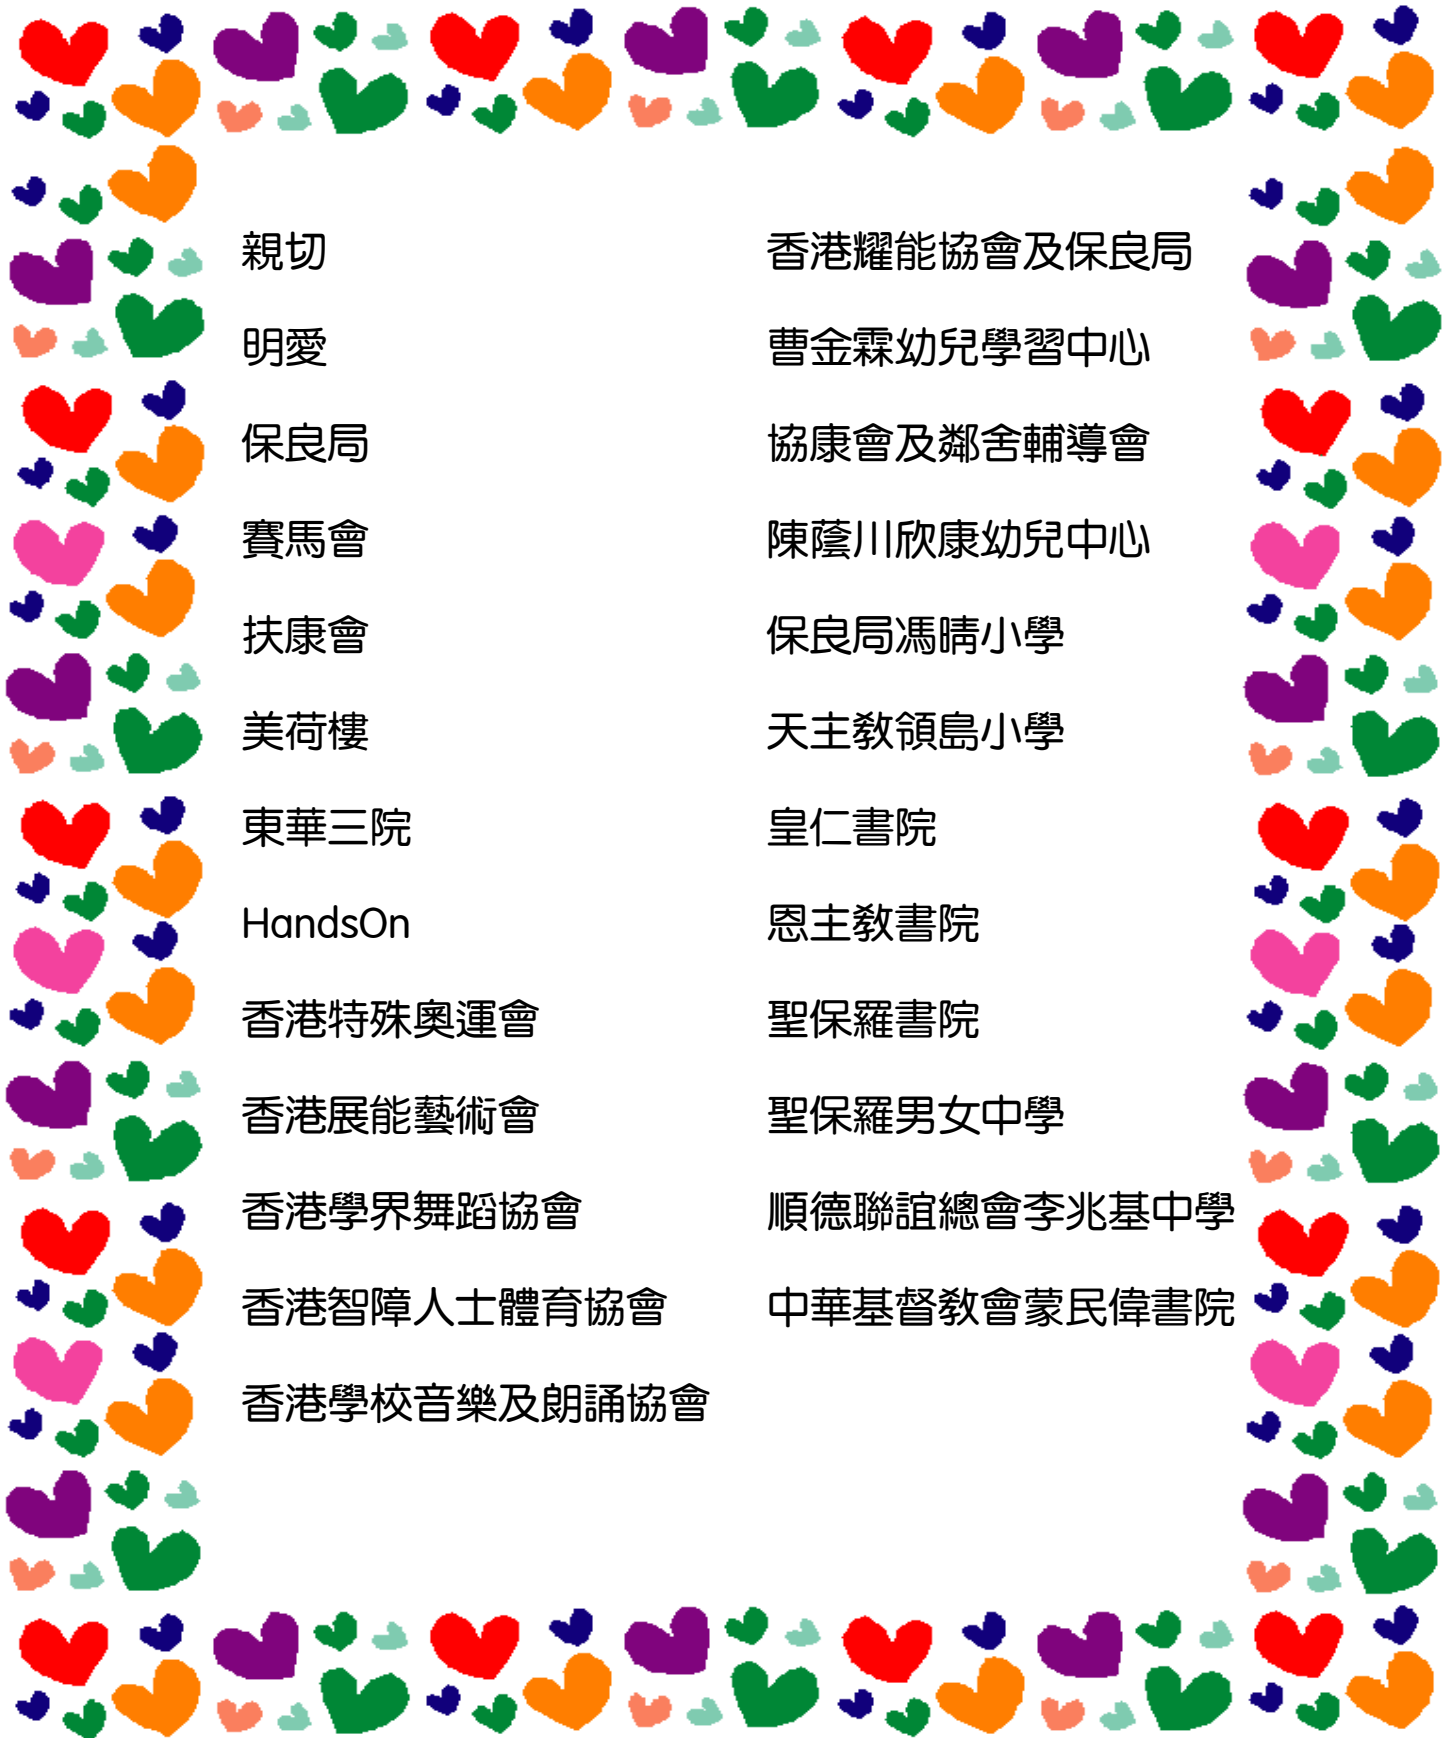 親切
明愛
保良局
賽馬會
扶康會
美荷樓
東華三院
HandsOn
香港特殊奧運會
香港展能藝術會
香港學界舞蹈協會
香港智障人士體育協會
香港學校音樂及朗誦協會
香港耀能協會及保良局
曹金霖幼兒學習中心
協康會及鄰舍輔導會
陳蔭川欣康幼兒中心
保良局馮晴小學
天主教領島小學
皇仁書院
恩主教書院
聖保羅書院
聖保羅男女中學
順德聯誼總會李兆基中學
中華基督教會蒙民偉書院